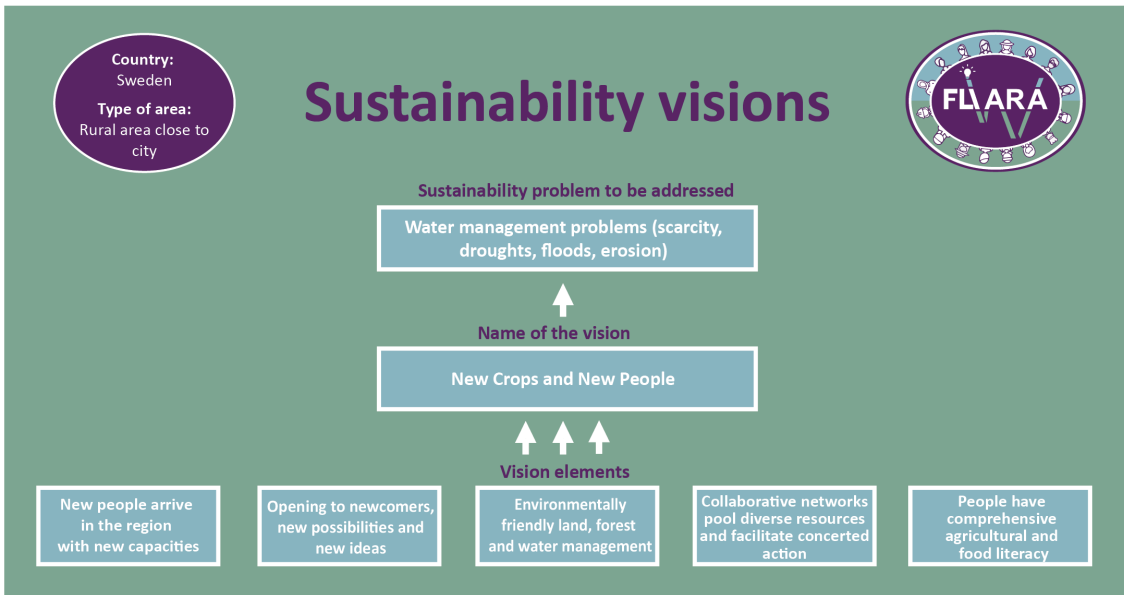 Country:
Sweden
Type of area:
Rural area close to
city
Sustainability visions
FLIARA
Sustainability problem to be addressed
Water management problems (scarcity,
droughts, floods, erosion)
Name of the vision
New Crops and New People
Vision elements
New people arrive
in the region
with new capacities
Opening to newcomers,
new possibilities and
new ideas
Environmentally
friendly land, forest
and water management
Collaborative networks
pool diverse resources
and facilitate concerted
action
People have
comprehensive
agricultural and
food literacy